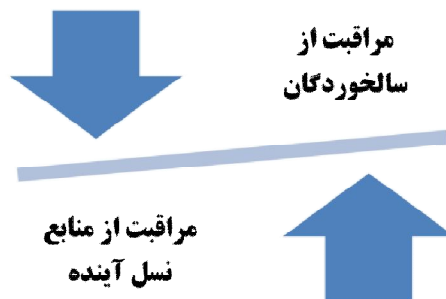 مراقبت از
سالخوردگان
مراقبت از منابع
نسل آینده